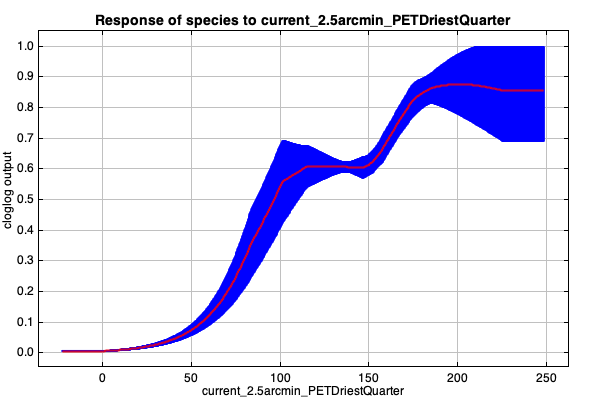 Response of species to current_2.5arcmin_PETDriestQuarter
1.0
0.9
0.8
0.7
0.6
0.5
0.4
0.3
0.2
0.1
0.0
cloglog output
0 50 100 150 200 250
current_2.5arcmin_PETDriestQuarter